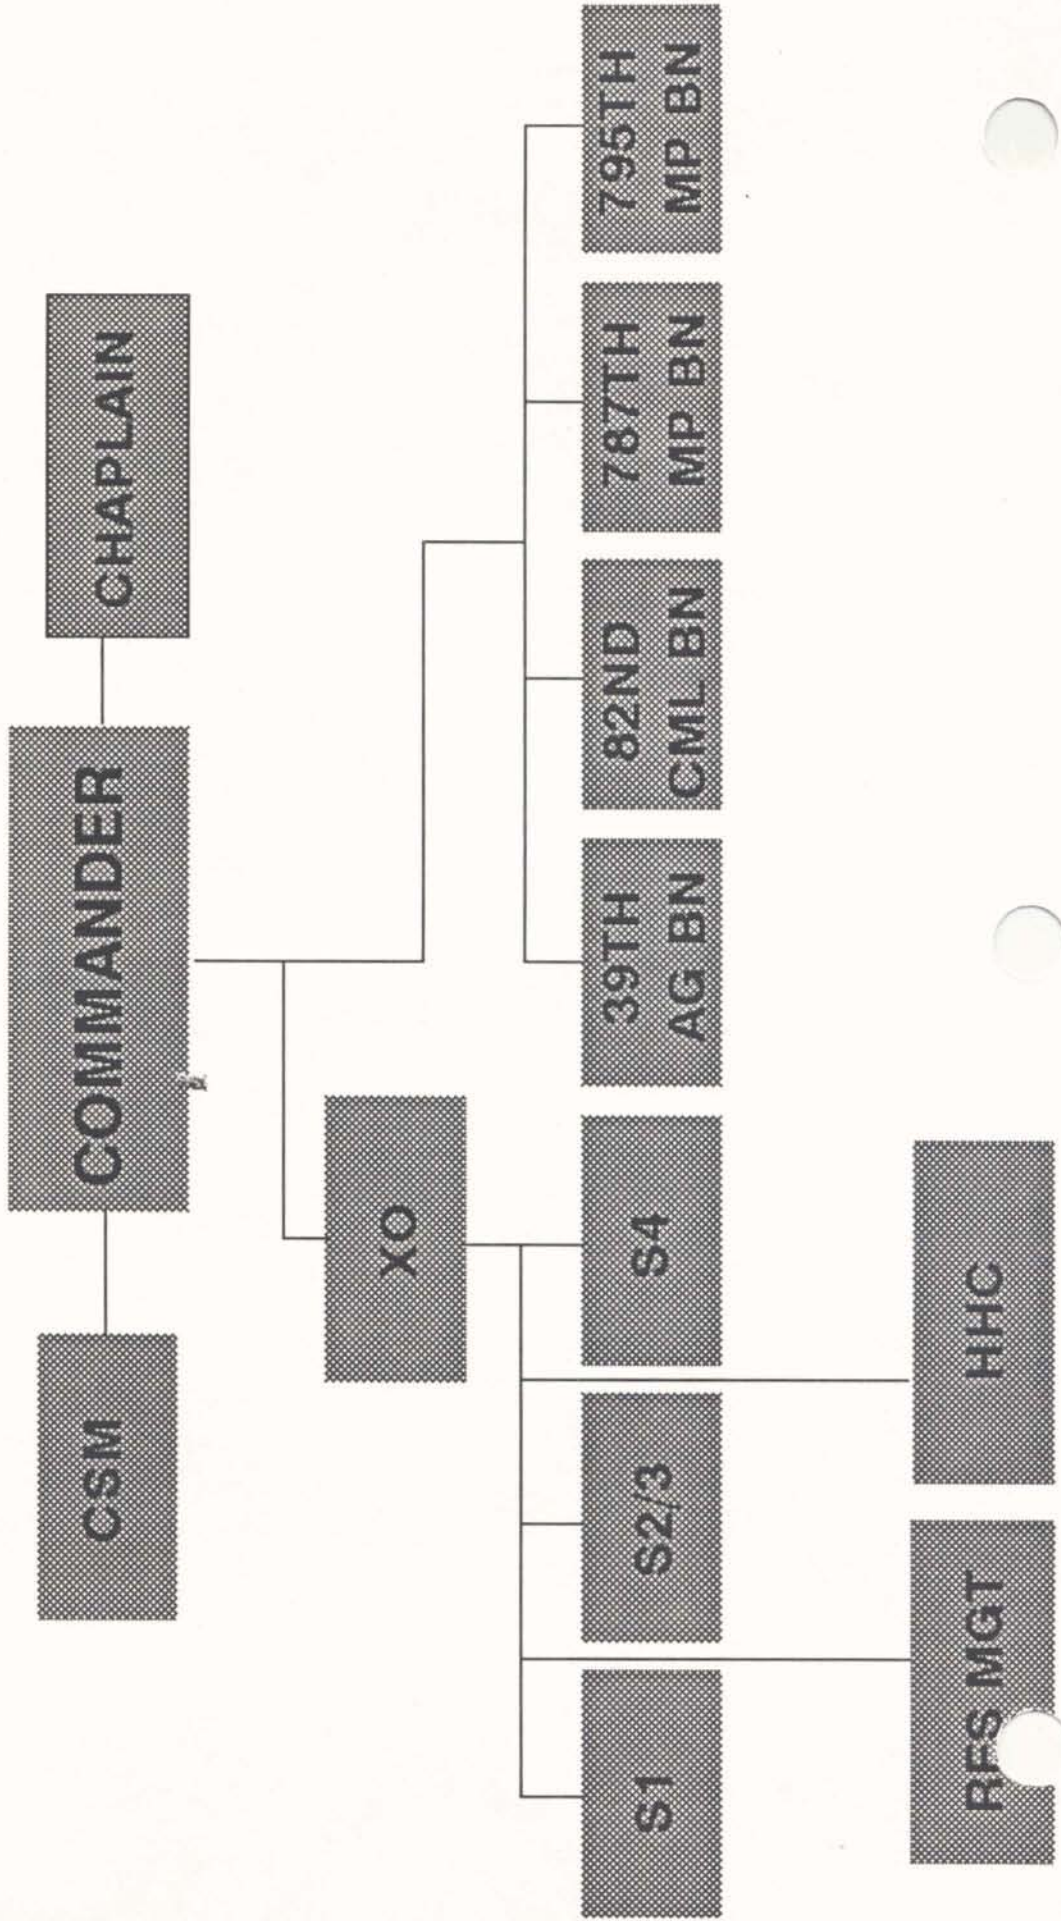 CSM
COMMANDER
CHAPLAIN
XO
S1
S2/3
S4
39TH
AG BN
82ND
CML BN
787TH
MP BN
795TH
MP BN
RES MGT
HHC